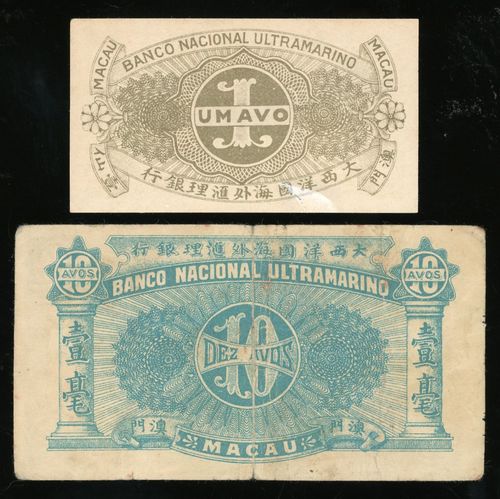 BANCO NACIONAL ULTRAMARINO
MACAU
MACAU
1
UM AVO
壹仙
澳門
行銀理滙外海國洋西大
行銀理滙外海國洋西大
10
AVOS
10
AVOS
BANCO NACIONAL ULTRAMARINO
壹毫
壹毫
10
DEZ AVOS
門澳
門澳
MACAU